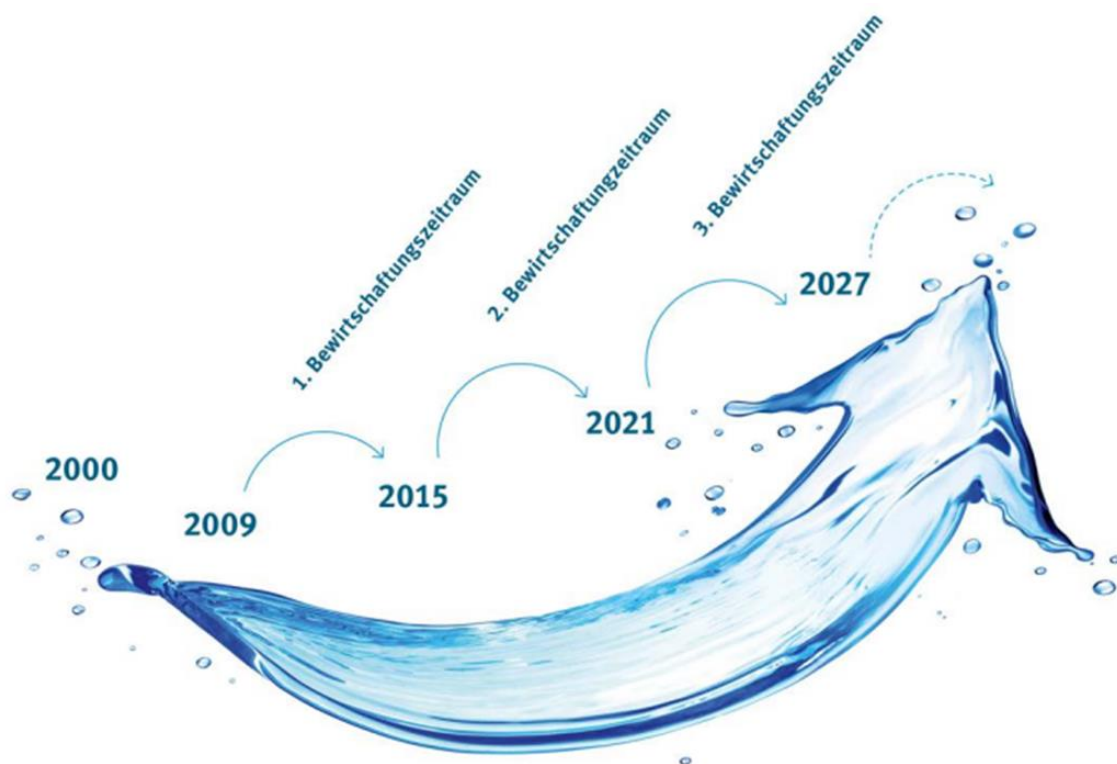 2000
2009
1. Bewirtschaftungszeitraum
2015
2. Bewirtschaftungzeitraum
2021
3. Bewirtschaftungszeitraum
2027